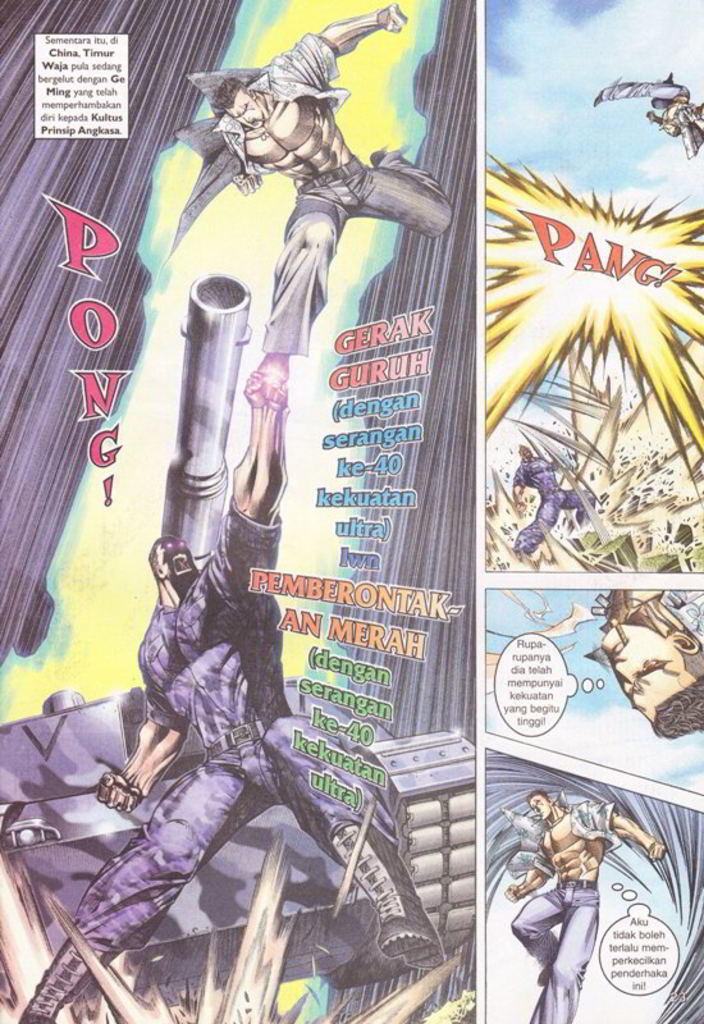 Sementara itu, di
China, Timur
Waja pula sedang
bergelut dengan Ge
Ming yang telah
memperhambakan
diri kepada Kultus
Prinsip Angkasa.
PONG!
GERAK
GURUH
(dengan
serangan
ke-40
kekuatan
ultra)
lwn
PEMBERONTAK-
AN MERAH
(dengan
serangan
ke-40
kekuatan
ultra)
PANG!
Rupa-
rupanya
dia telah
mempunyai
kekuatan
yang begitu
tinggi!
Aku
tidak boleh
terlalu mem-
perkecilkan
penderhaka
ini!
23